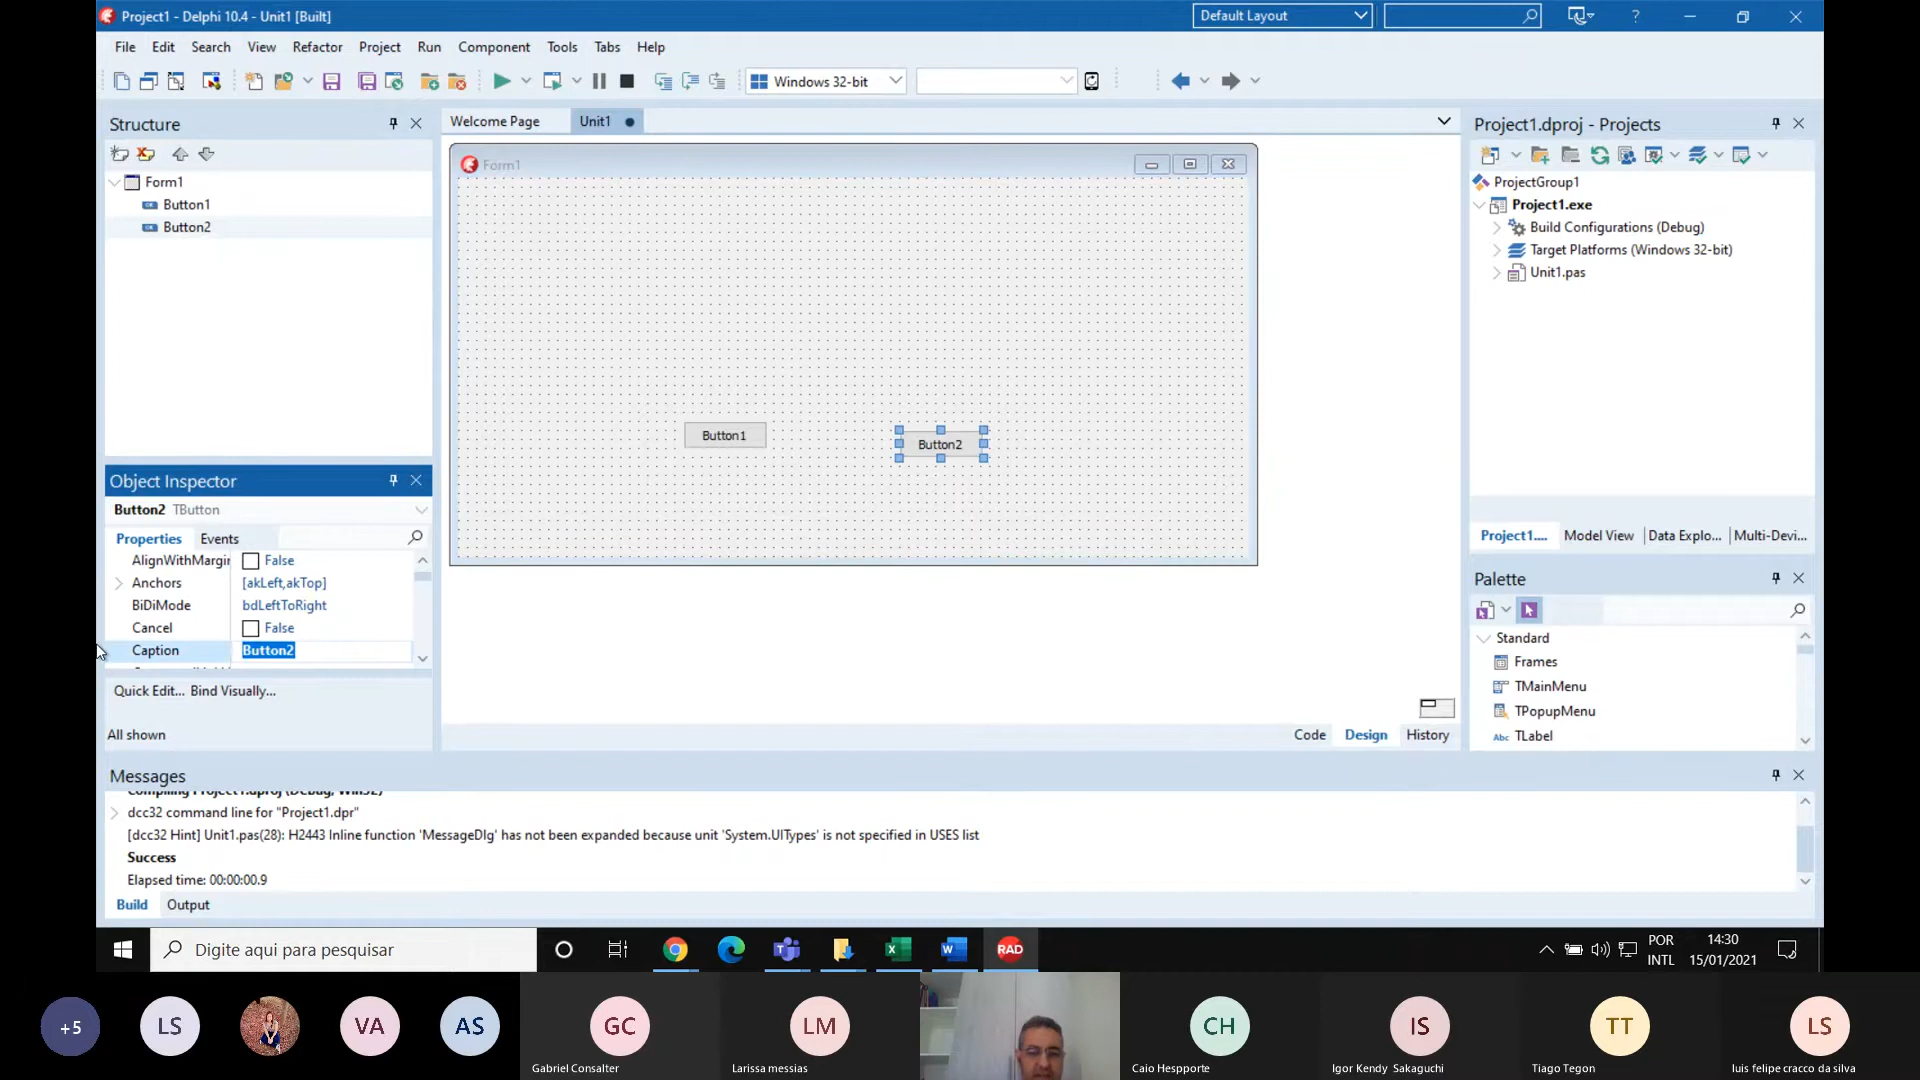 Project1 - Delphi 10.4 - Unit1 [Built]
Default Layout
?
File Edit Search View Refactor Project Run Component Tools Tabs Help
Windows 32-bit
Structure
Form1
Button1
Button2
Object Inspector
Button2 TButton
Properties Events
AlignWithMargin False
Anchors [akLeft,akTop]
BiDiMode bdLeftToRight
Cancel False
Caption Button2
Quick Edit... Bind Visually...
All shown
Welcome Page Unit1
Form1
Button1
Button2
Code Design History
Project1.dproj - Projects
ProjectGroup1
Project1.exe
Build Configurations (Debug)
Target Platforms (Windows 32-bit)
Unit1.pas
Project1.... Model View Data Explo... Multi-Devi...
Palette
Standard
Frames
TMainMenu
TPopupMenu
Abc TLabel
Messages
Compiling Project1.dproj (Debug, Win32)
dcc32 command line for "Project1.dpr"
[dcc32 Hint] Unit1.pas(28): H2443 Inline function 'MessageDlg' has not been expanded because unit 'System.UITypes' is not specified in USES list
Success
Elapsed time: 00:00:00.9
Build Output
Digite aqui para pesquisar
RAD
POR
INTL
14:30
15/01/2021
+5
LS
VA
AS
GC
Gabriel Consalter
LM
Larissa messias
CH
Caio Hespporte
IS
Igor Kendy Sakaguchi
TT
Tiago Tegon
LS
luis felipe cracco da silva